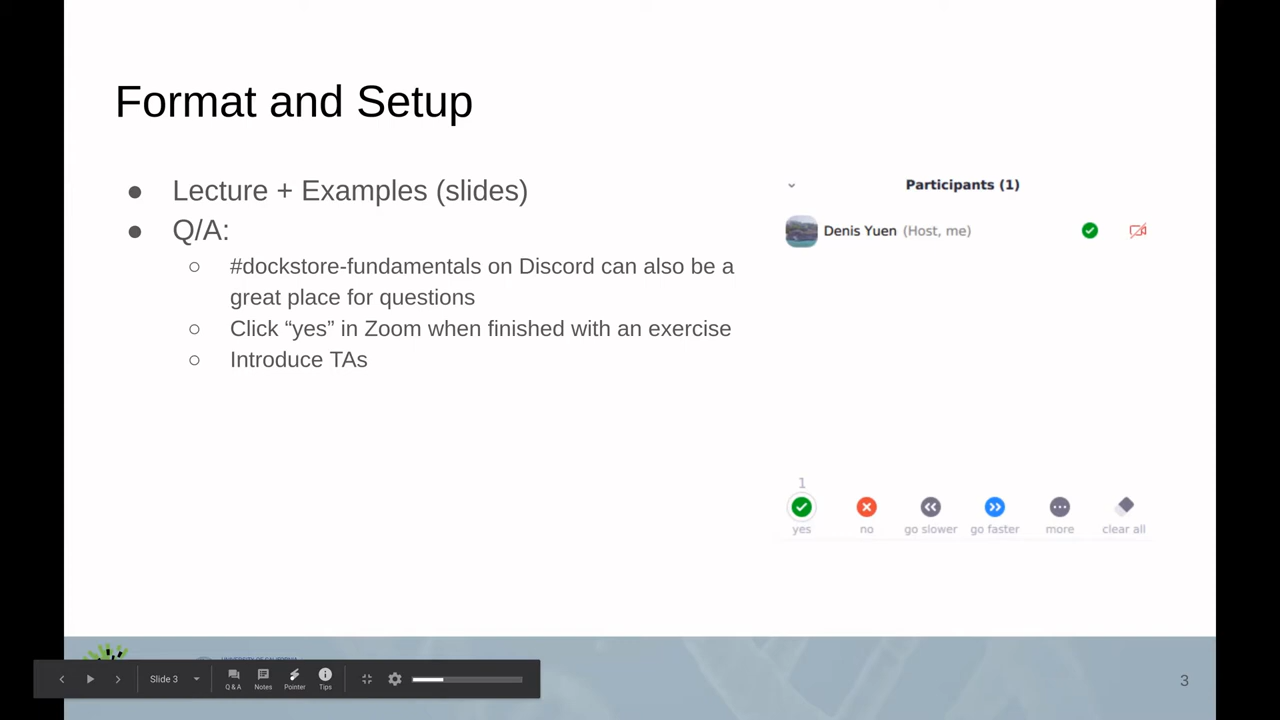 Format and Setup
● Lecture + Examples (slides)
● Q/A:
○ #dockstore-fundamentals on Discord can also be a
great place for questions
○ Click “yes” in Zoom when finished with an exercise
○ Introduce TAs
Participants (1)
Denis Yuen (Host, me)
1
yes no go slower go faster more clear all
Slide 3
Q & A Notes Pointer Tips
3